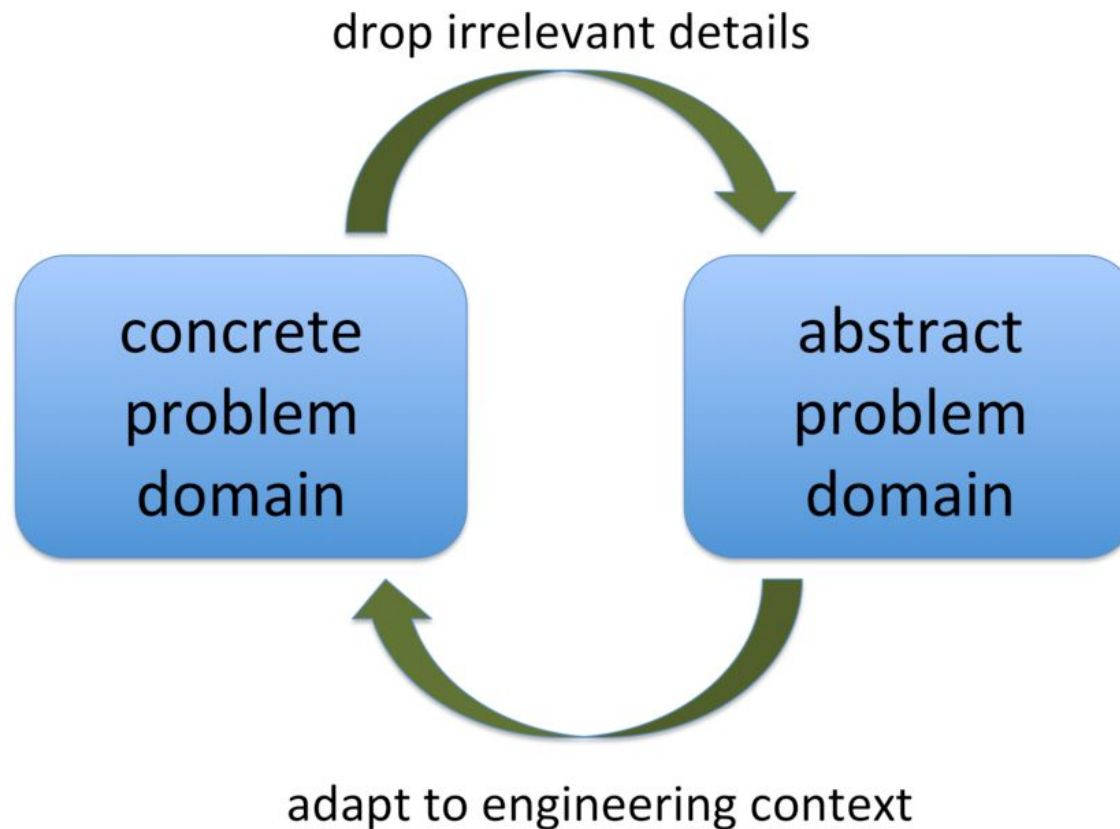 drop irrelevant details
concrete
problem
domain
abstract
problem
domain
adapt to engineering context